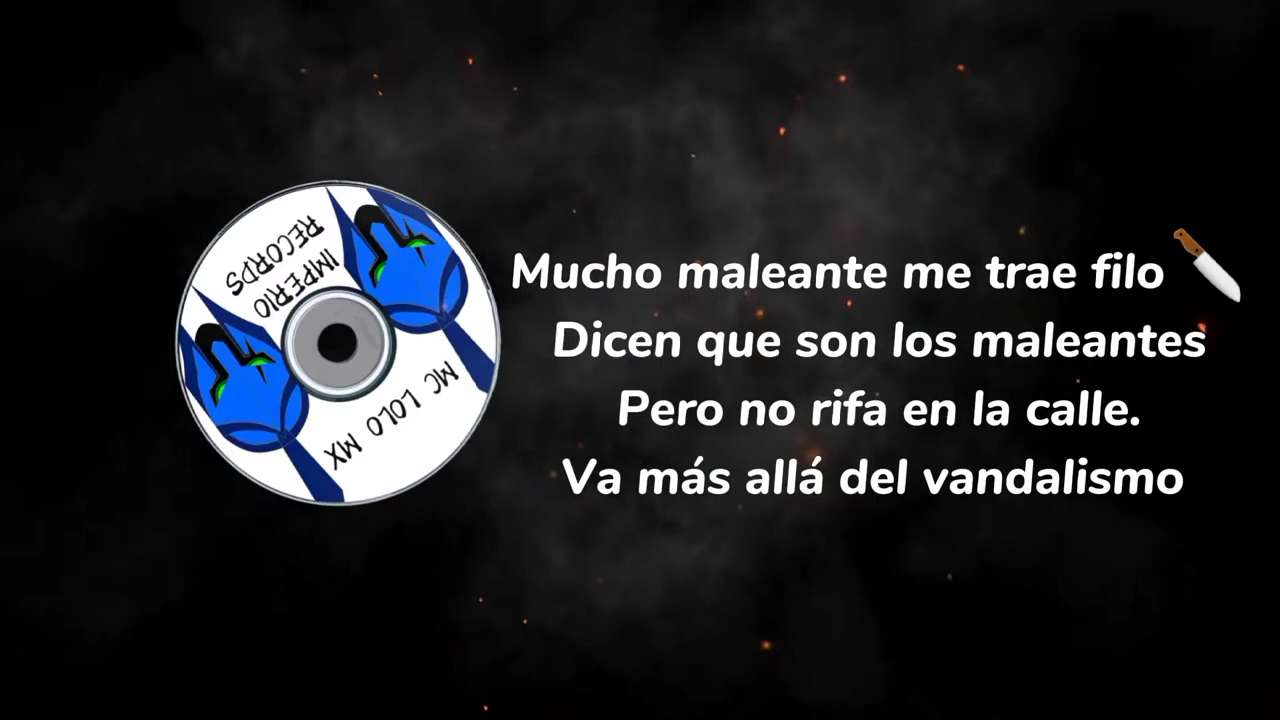 IMPERIO
RECORDS
MC LOLO MX
Mucho maleante me trae filo
Dicen que son los maleantes
Pero no rifa en la calle.
Va más allá del vandalismo